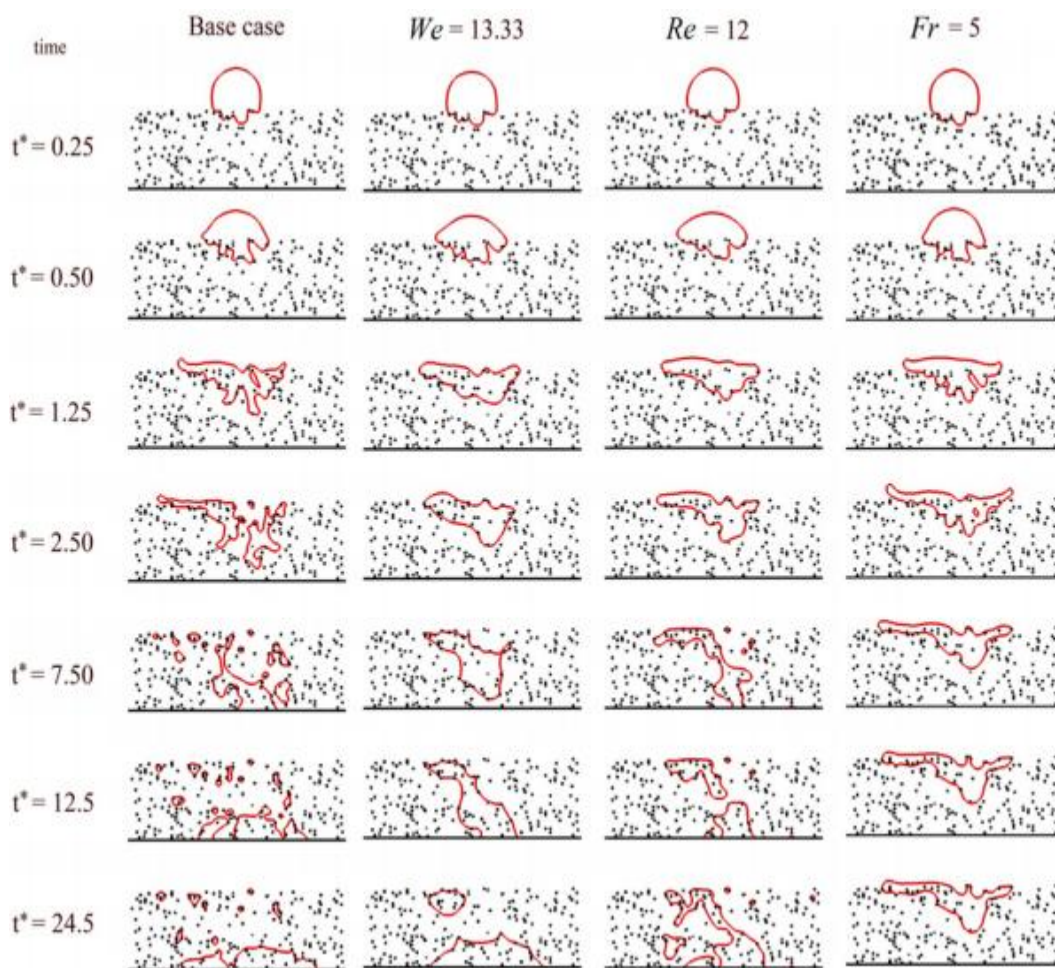 time Base case We = 13.33 Re = 12 Fr = 5
t* = 0.25
t* = 0.50
t* = 1.25
t* = 2.50
t* = 7.50
t* = 12.5
t* = 24.5